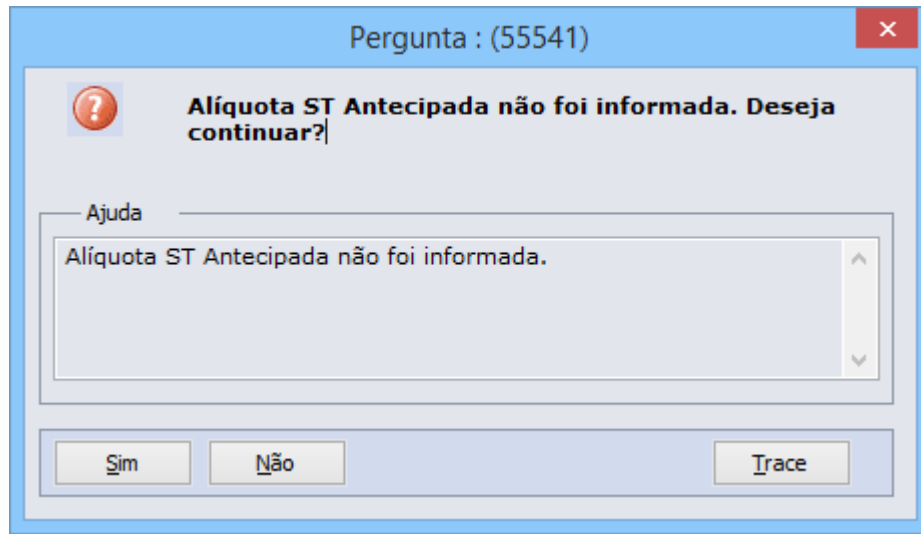 Pergunta : (55541)
Alíquota ST Antecipada não foi informada. Deseja
continuar?
Ajuda
Alíquota ST Antecipada não foi informada.
Sim
Não
Trace